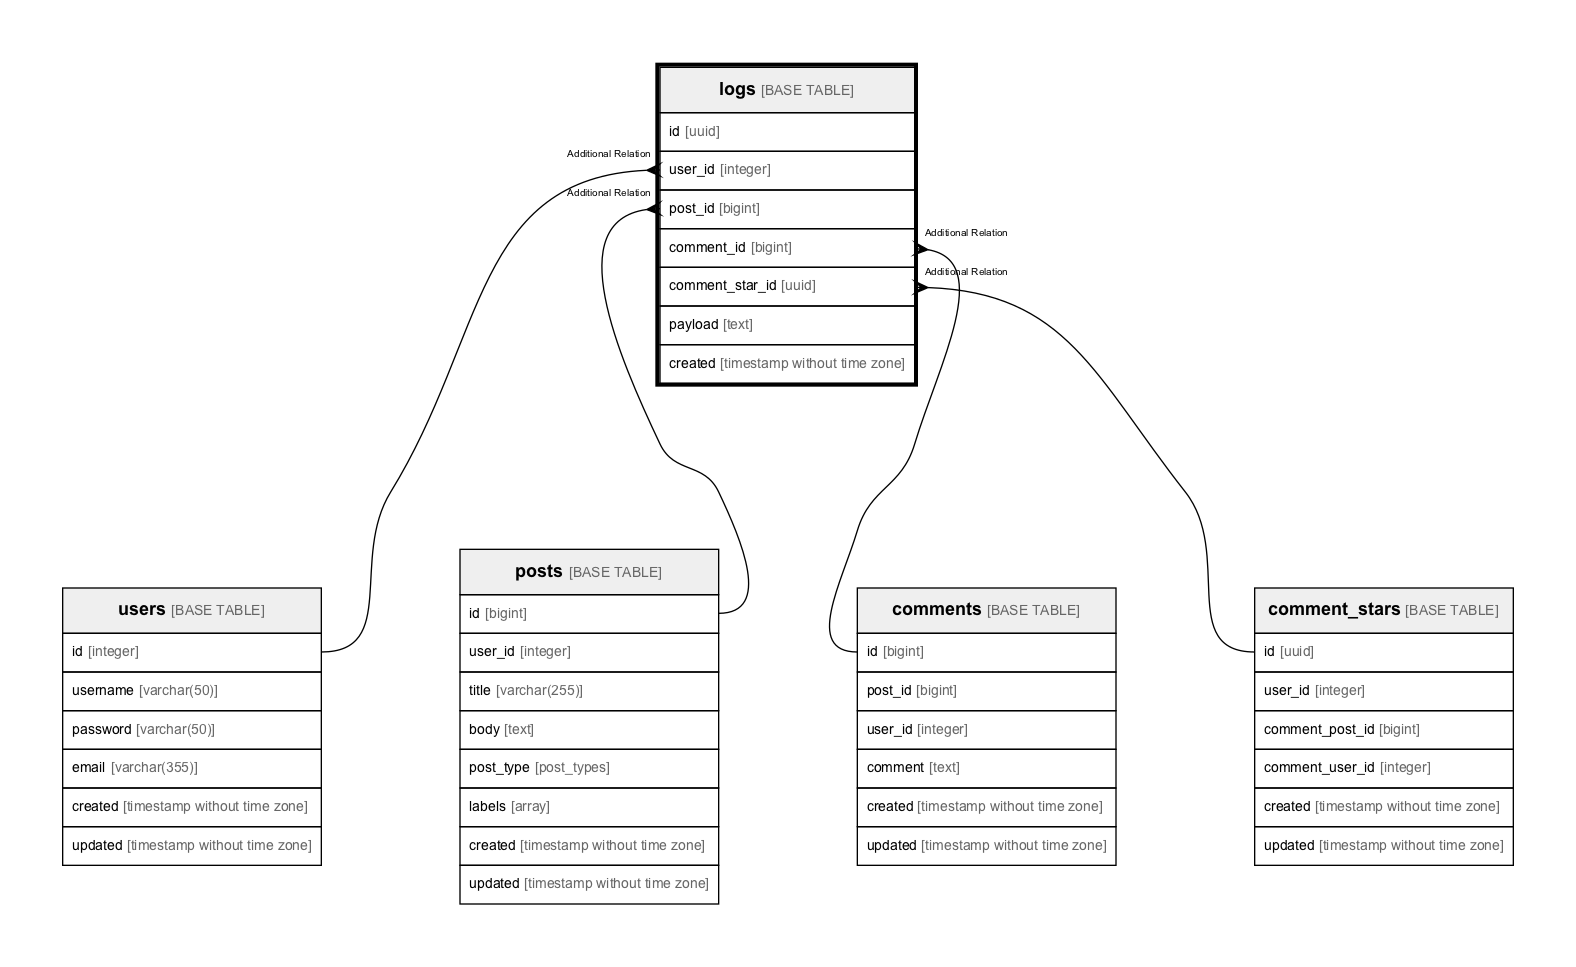 logs [BASE TABLE]
id [uuid]
Additional Relation
user_id [integer]
Additional Relation
post_id [bigint]
Additional Relation
comment_id [bigint]
Additional Relation
comment_star_id [uuid]
payload [text]
created [timestamp without time zone]
users [BASE TABLE]
id [integer]
username [varchar(50)]
password [varchar(50)]
email [varchar(355)]
created [timestamp without time zone]
updated [timestamp without time zone]
posts [BASE TABLE]
id [bigint]
user_id [integer]
title [varchar(255)]
body [text]
post_type [post_types]
labels [array]
created [timestamp without time zone]
updated [timestamp without time zone]
comments [BASE TABLE]
id [bigint]
post_id [bigint]
user_id [integer]
comment [text]
created [timestamp without time zone]
updated [timestamp without time zone]
comment_stars [BASE TABLE]
id [uuid]
user_id [integer]
comment_post_id [bigint]
comment_user_id [integer]
created [timestamp without time zone]
updated [timestamp without time zone]